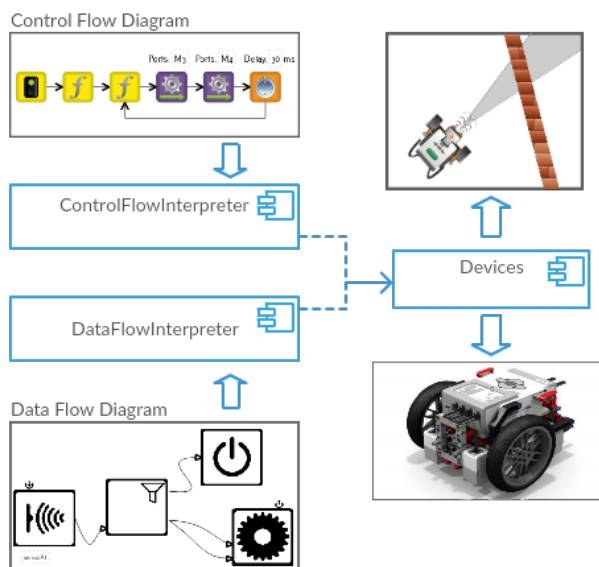 Control Flow Diagram
Ports: M3 Ports: M4 Delay: 30 ms
ControlFlowInterpreter
Devices
DataFlowInterpreter
Data Flow Diagram